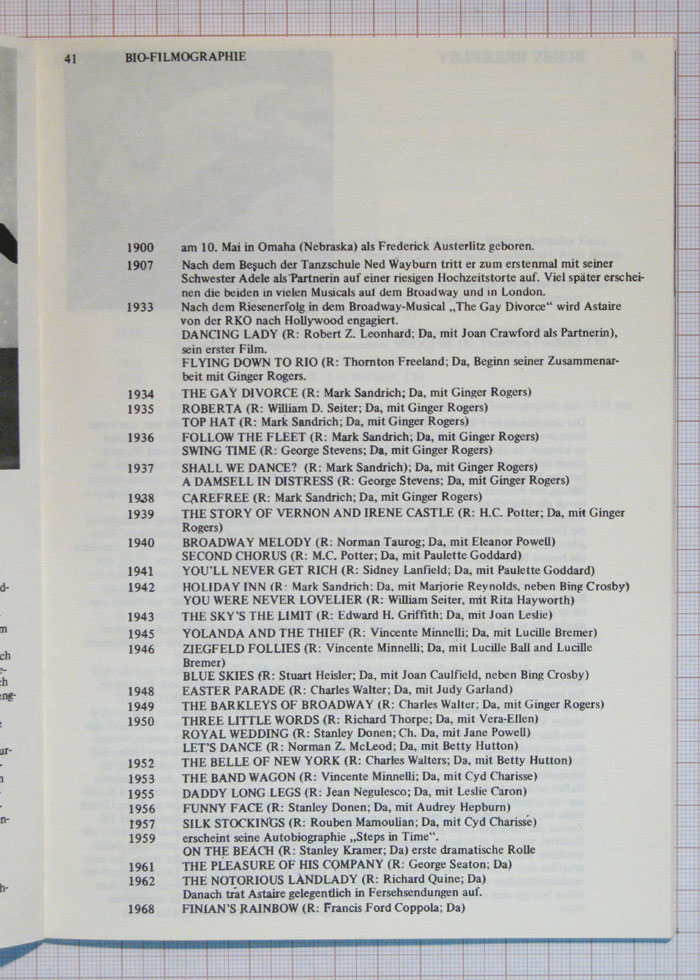 41 BIO-FILMOGRAPHIE
1900 am 10. Mai in Omaha (Nebraska) als Frederick Austerlitz geboren.
1907 Nach dem Besuch der Tanzschule Ned Wayburn tritt er zum erstenmal mit seiner
Schwester Adele als Partnerin auf einer riesigen Hochzeitstorte auf. Viel später erschei-
nen die beiden in vielen Musicals auf dem Broadway und in London.
1933 Nach dem Riesenerfolg in dem Broadway-Musical „The Gay Divorce“ wird Astaire
von der RKO nach Hollywood engagiert.
DANCING LADY (R: Robert Z. Leonhard; Da, mit Joan Crawford als Partnerin),
sein erster Film.
FLYING DOWN TO RIO (R: Thornton Freeland; Da, Beginn seiner Zusammenar-
beit mit Ginger Rogers.
1934 THE GAY DIVORCE (R: Mark Sandrich; Da, mit Ginger Rogers)
1935 ROBERTA (R: William D. Seiter; Da, mit Ginger Rogers)
TOP HAT (R: Mark Sandrich; Da, mit Ginger Rogers)
1936 FOLLOW THE FLEET (R: Mark Sandrich; Da, mit Ginger Rogers)
SWING TIME (R: George Stevens; Da, mit Ginger Rogers)
1937 SHALL WE DANCE? (R: Mark Sandrich); Da, mit Ginger Rogers)
A DAMSELL IN DISTRESS (R: George Stevens; Da, mit Ginger Rogers)
1938 CAREFREE (R: Mark Sandrich; Da, mit Ginger Rogers)
1939 THE STORY OF VERNON AND IRENE CASTLE (R: H.C. Potter; Da, mit Ginger
Rogers)
1940 BROADWAY MELODY (R: Norman Taurog; Da, mit Eleanor Powell)
SECOND CHORUS (R: M.C. Potter; Da, mit Paulette Goddard)
1941 YOU'LL NEVER GET RICH (R: Sidney Lanfield; Da, mit Paulette Goddard)
1942 HOLIDAY INN (R: Mark Sandrich; Da, mit Marjorie Reynolds, neben Bing Crosby)
YOU WERE NEVER LOVELIER (R: William Seiter, mit Rita Hayworth)
1943 THE SKY'S THE LIMIT (R: Edward H. Griffith; Da, mit Joan Leslie)
1945 YOLANDA AND THE THIEF (R: Vincente Minnelli; Da, mit Lucille Bremer)
1946 ZIEGFELD FOLLIES (R: Vincente Minnelli; Da, mit Lucille Ball and Lucille
Bremer)
BLUE SKIES (R: Stuart Heisler; Da, mit Joan Caulfield, neben Bing Crosby)
1948 EASTER PARADE (R: Charles Walter; Da, mit Judy Garland)
1949 THE BARKLEYS OF BROADWAY (R: Charles Walter; Da, mit Ginger Rogers)
1950 THREE LITTLE WORDS (R: Richard Thorpe; Da, mit Vera-Ellen)
ROYAL WEDDING (R: Stanley Donen; Ch. Da, mit Jane Powell)
LET'S DANCE (R: Norman Z. McLeod; Da, mit Betty Hutton)
1952 THE BELLE OF NEW YORK (R: Charles Walters; Da, mit Betty Hutton)
1953 THE BAND WAGON (R: Vincente Minnelli; Da, mit Cyd Charisse)
1955 DADDY LONG LEGS (R: Jean Negulesco; Da, mit Leslie Caron)
1956 FUNNY FACE (R: Stanley Donen; Da, mit Audrey Hepburn)
1957 SILK STOCKINGS (R: Rouben Mamoulian; Da, mit Cyd Charisse)
1959 erscheint seine Autobiographie „Steps in Time“.
ON THE BEACH (R: Stanley Kramer; Da) erste dramatische Rolle
1961 THE PLEASURE OF HIS COMPANY (R: George Seaton; Da)
1962 THE NOTORIOUS LANDLADY (R: Richard Quine; Da)
Danach trat Astaire gelegentlich in Fersehsendungen auf.
1968 FINIAN'S RAINBOW (R: Francis Ford Coppola; Da)